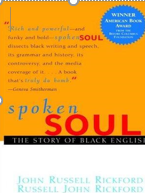 "Rich and powerful—and
funky and bold—spoken SOUL
dissects black writing and speech,
its grammar and history, its
controversy, and the media
coverage of it. . . . A book
that's truly da bomb."
—Geneva Smitherman
WINNER
AMERICAN BOOK
AWARD
spoken
SOUL
THE STORY OF BLACK ENGLISH
JOHN RUSSELL RICKFORD
RUSSELL JOHN RICKFORD